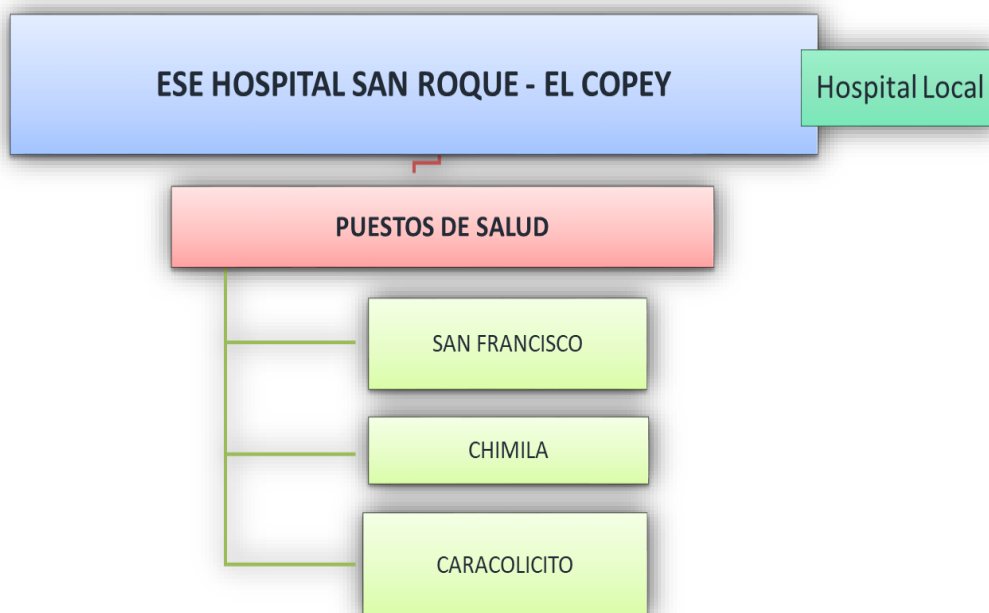 ESE HOSPITAL SAN ROQUE - EL COPEY
Hospital Local
PUESTOS DE SALUD
SAN FRANCISCO
CHIMILA
CARACOLICITO